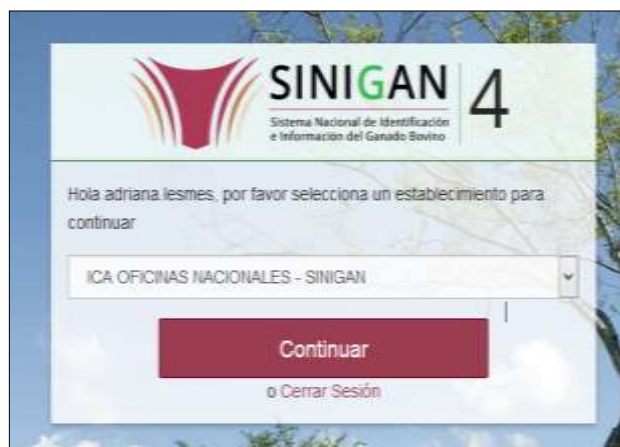 SINIGAN 4
Sistema Nacional de Identificación
e Información del Ganado Bovino
Hola adriana lesmes, por favor selecciona un establecimiento para
continuar
ICA OFICINAS NACIONALES - SINIGAN
Continuar
o Cerrar Sesión